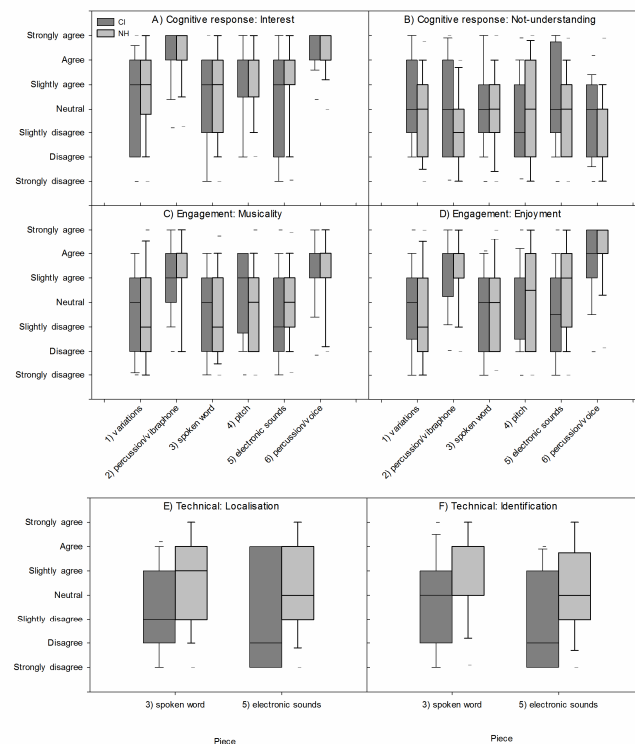 A) Cognitive response: Interest
B) Cognitive response: Not-understanding
CI
NH
Strongly agree
Agree
Slightly agree
Neutral
Slightly disagree
Disagree
Strongly disagree
C) Engagement: Musicality
D) Engagement: Enjoyment
Strongly agree
Agree
Slightly agree
Neutral
Slightly disagree
Disagree
Strongly disagree
1) variations
2) percussion/vibraphone
3) spoken word
4) pitch
5) electronic sounds
6) percussion/voice
1) variations
2) percussion/vibraphone
3) spoken word
4) pitch
5) electronic sounds
6) percussion/voice
E) Technical: Localisation
F) Technical: Identification
Strongly agree
Agree
Slightly agree
Neutral
Slightly disagree
Disagree
Strongly disagree
3) spoken word
5) electronic sounds
3) spoken word
5) electronic sounds
Piece
Piece